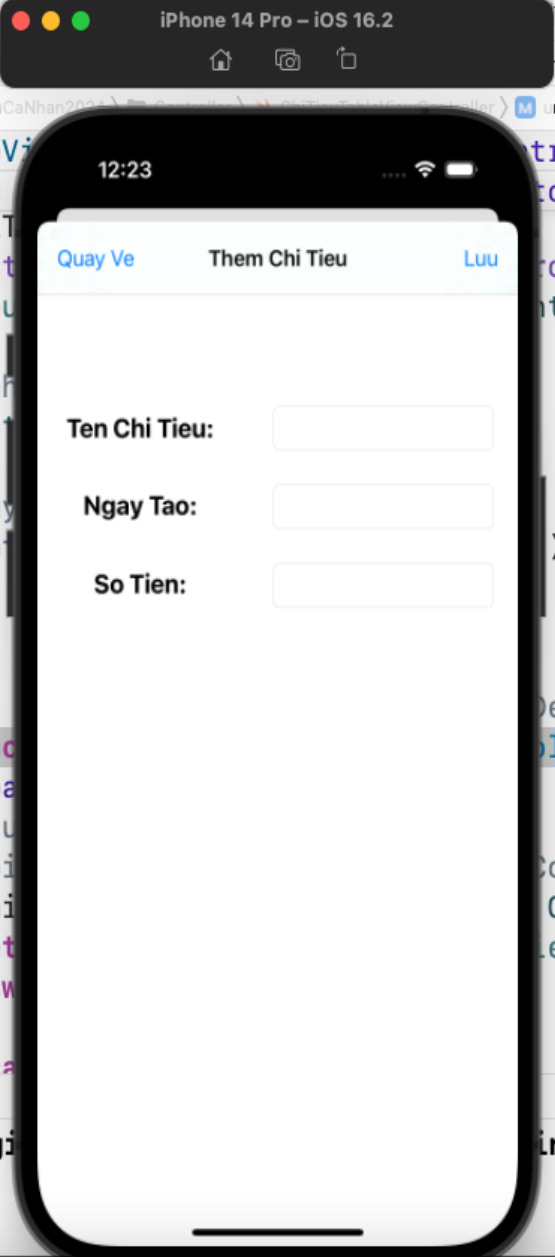 iPhone 14 Pro – iOS 16.2
12:23
Quay Ve Them Chi Tieu Luu
Ten Chi Tieu:
Ngay Tao:
So Tien: